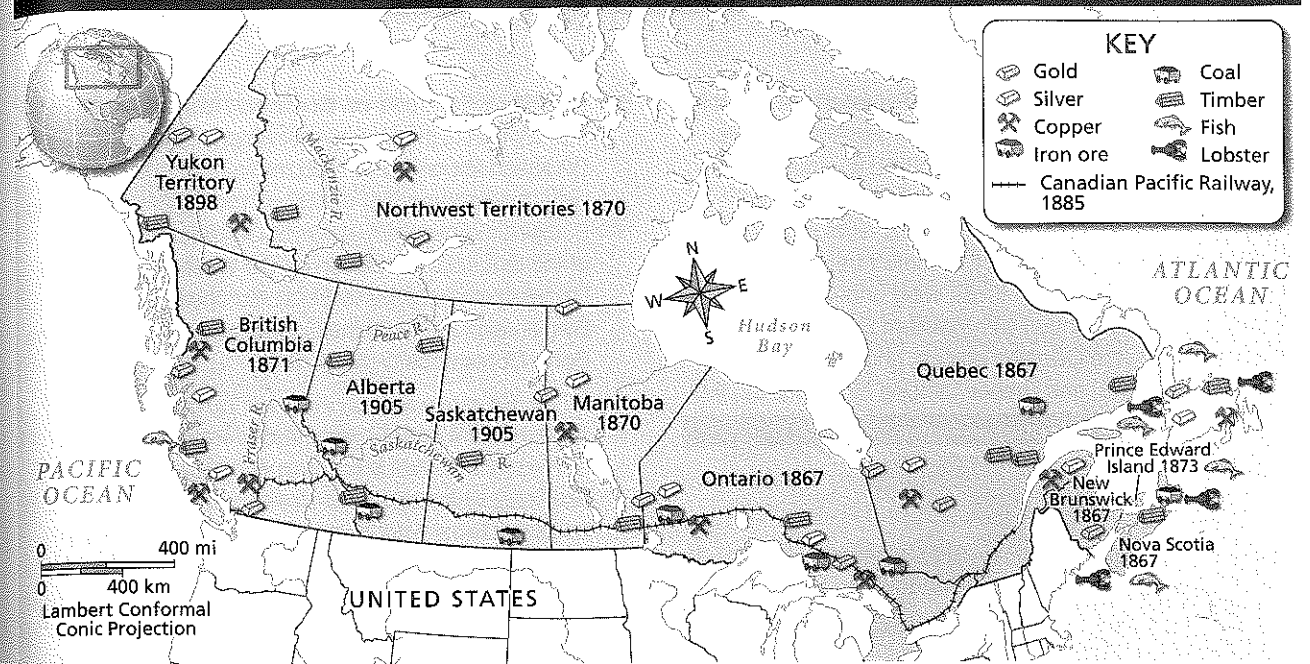 KEY
Gold
Silver
Copper
Iron ore
Coal
Timber
Fish
Lobster
Canadian Pacific Railway,
1885
Yukon
Territory
1898
Mackenzie R.
Northwest Territories 1870
N
W
E
S
Hudson
Bay
ATLANTIC
OCEAN
British
Columbia
1871
Peace R.
Alberta
1905
Fraser R.
Saskatchewan
1905
Saskatchewan
R.
Manitoba
1870
Quebec 1867
Ontario 1867
Prince Edward
Island 1873
New
Brunswick
1867
Nova Scotia
1867
PACIFIC
OCEAN
0 400 mi
0 400 km
Lambert Conformal
Conic Projection
UNITED STATES